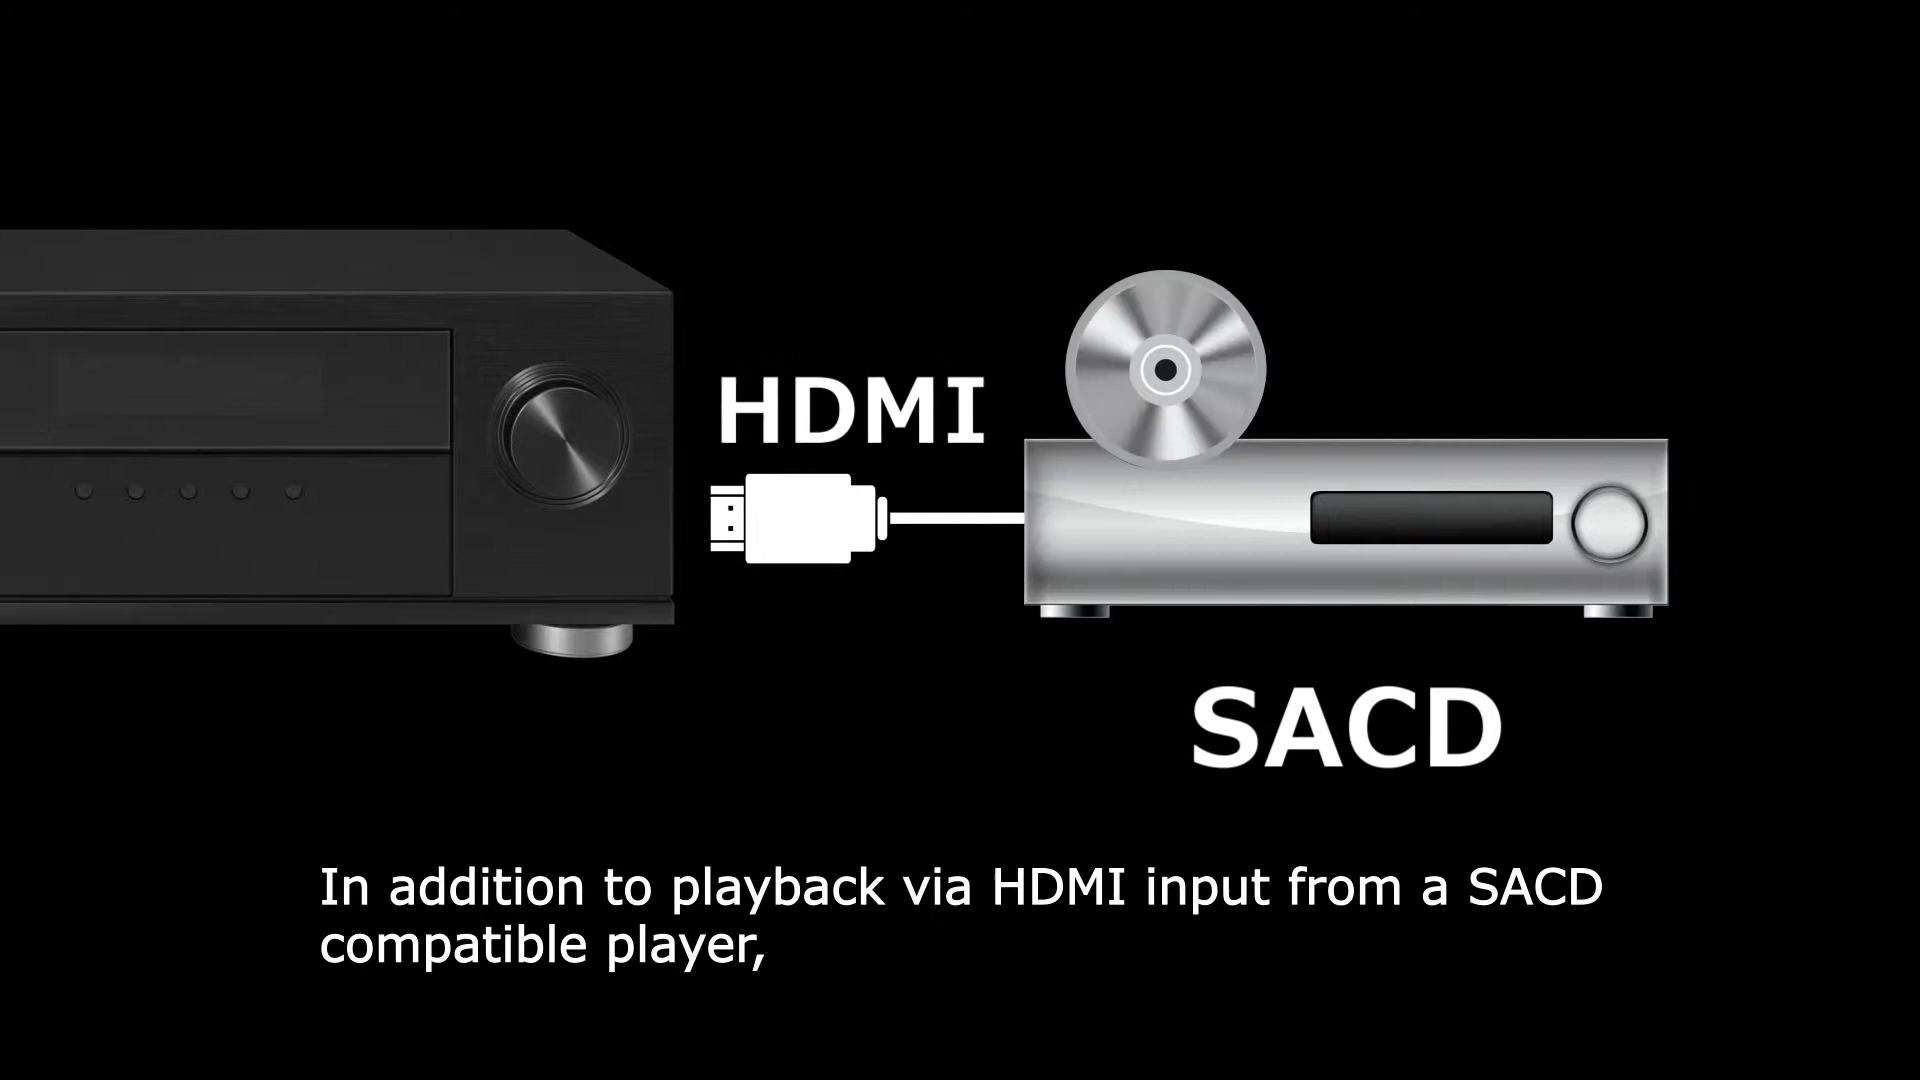 HDMI
SACD
In addition to playback via HDMI input from a SACD
compatible player,